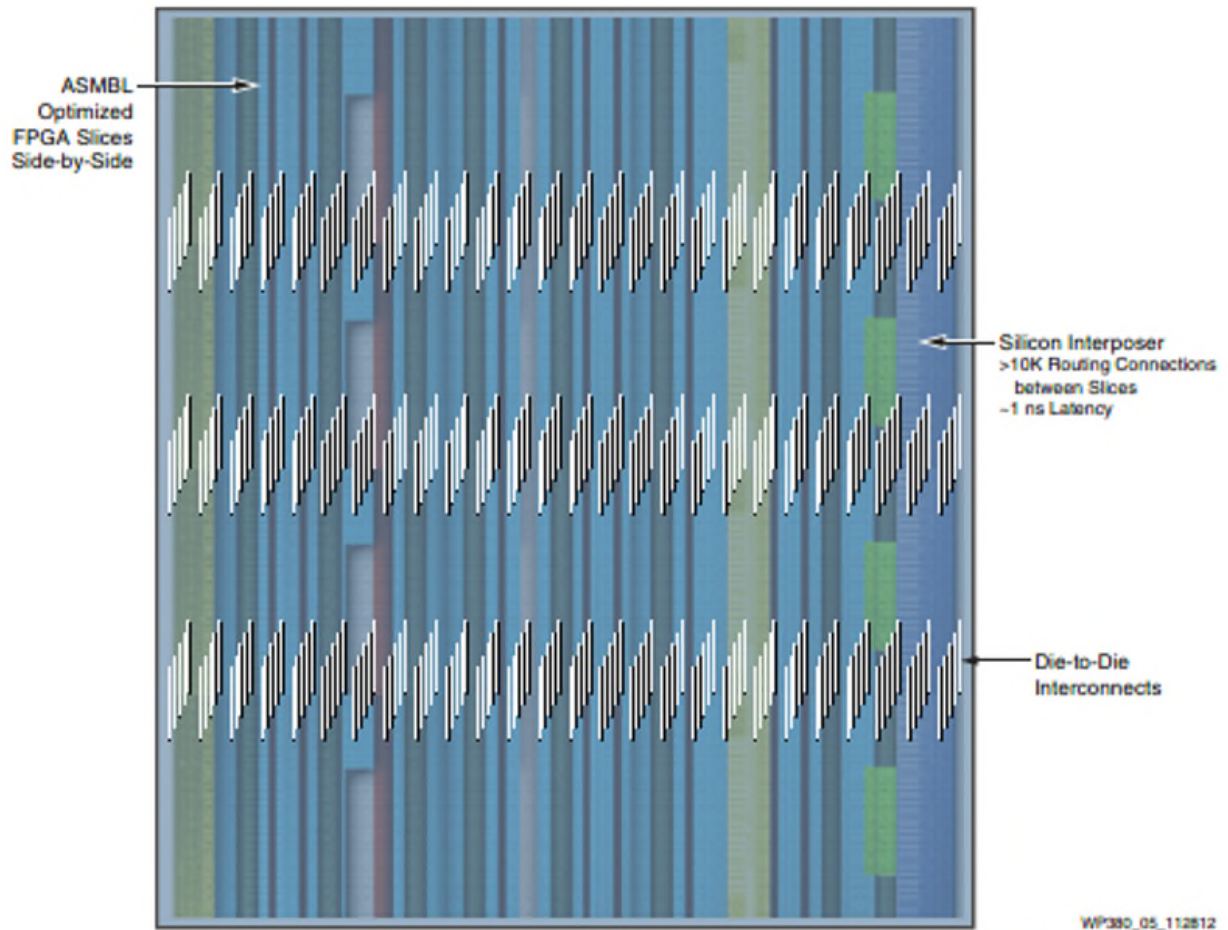 ASMBL
Optimized
FPGA Slices
Side-by-Side
Silicon Interposer
>10K Routing Connections
between Slices
~1 ns Latency
Die-to-Die
Interconnects
WP380_05_112812